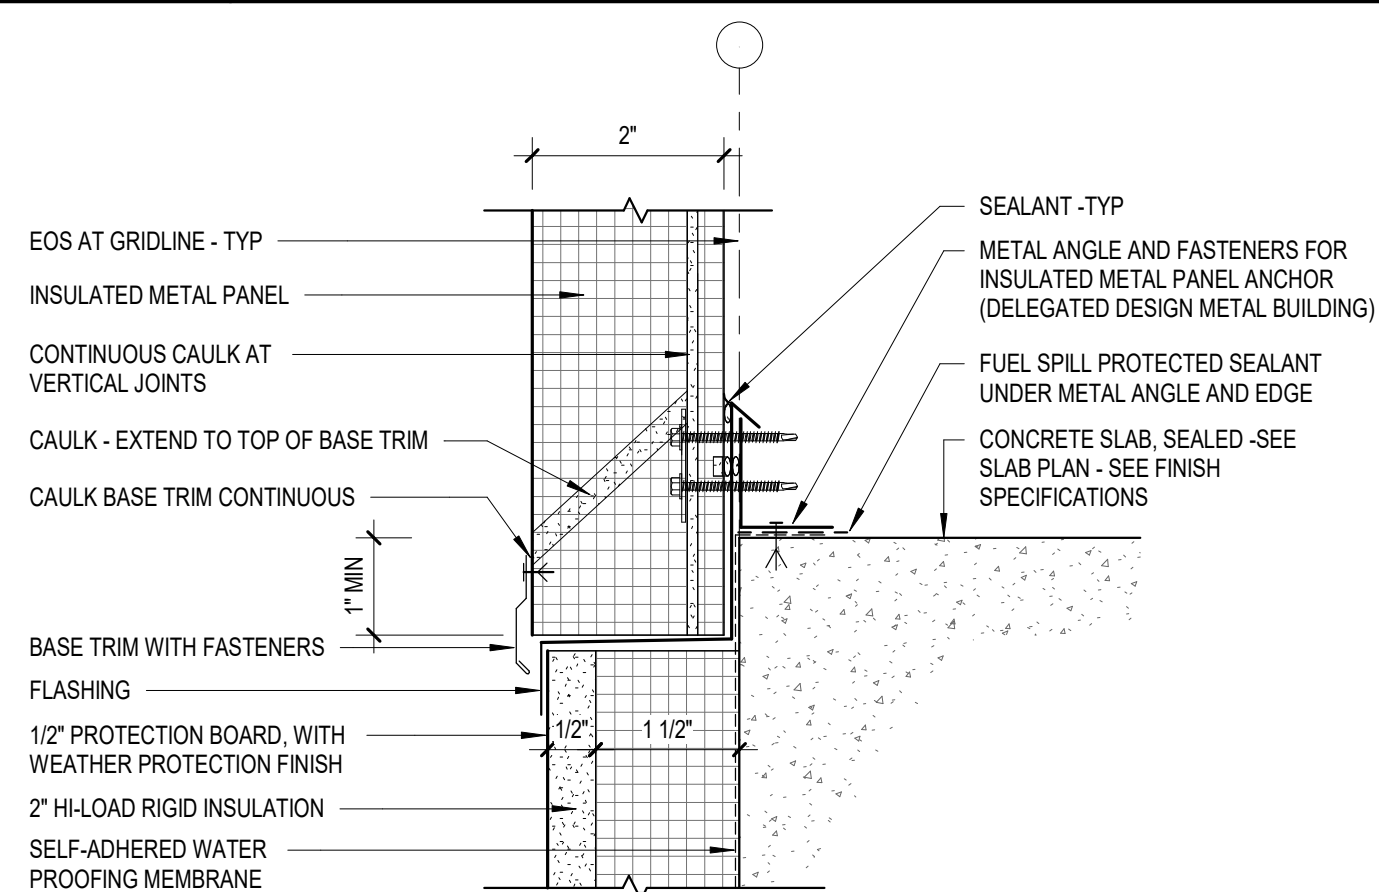 2"
EOS AT GRIDLINE - TYP
INSULATED METAL PANEL
CONTINUOUS CAULK AT
VERTICAL JOINTS
CAULK - EXTEND TO TOP OF BASE TRIM
CAULK BASE TRIM CONTINUOUS
1" MIN
BASE TRIM WITH FASTENERS
FLASHING
1/2" PROTECTION BOARD, WITH
WEATHER PROTECTION FINISH
2" HI-LOAD RIGID INSULATION
SELF-ADHERED WATER
PROOFING MEMBRANE
1/2"
1 1/2"
SEALANT -TYP
METAL ANGLE AND FASTENERS FOR
INSULATED METAL PANEL ANCHOR
(DELEGATED DESIGN METAL BUILDING)
FUEL SPILL PROTECTED SEALANT
UNDER METAL ANGLE AND EDGE
CONCRETE SLAB, SEALED -SEE
SLAB PLAN - SEE FINISH
SPECIFICATIONS